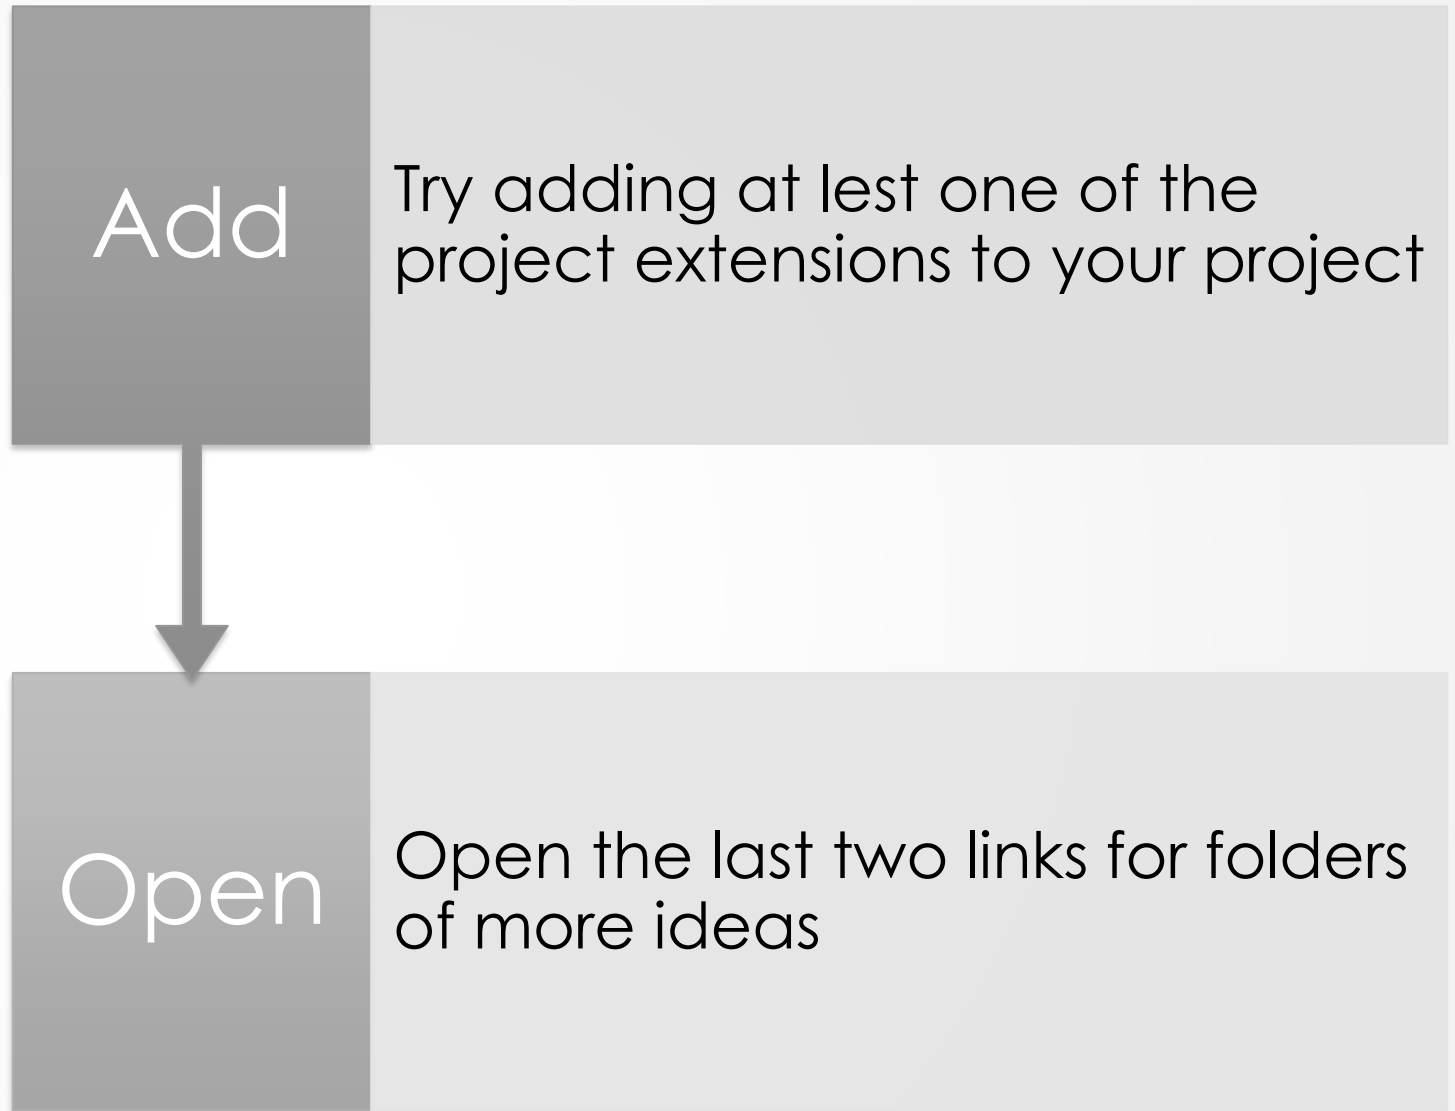 Add
Try adding at lest one of the
project extensions to your project
Open
Open the last two links for folders
of more ideas